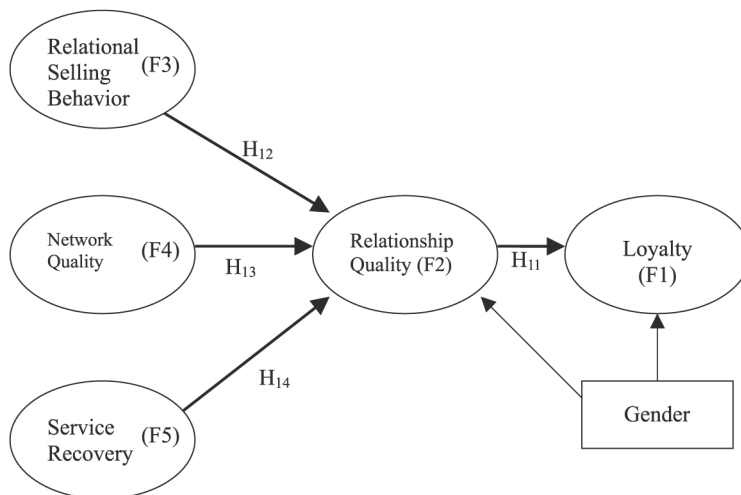 Relational (F3)
Selling
Behavior
H12
Network (F4)
Quality
H13
Relationship
Quality (F2)
H11
Loyalty
(F1)
H14
Service (F5)
Recovery
Gender